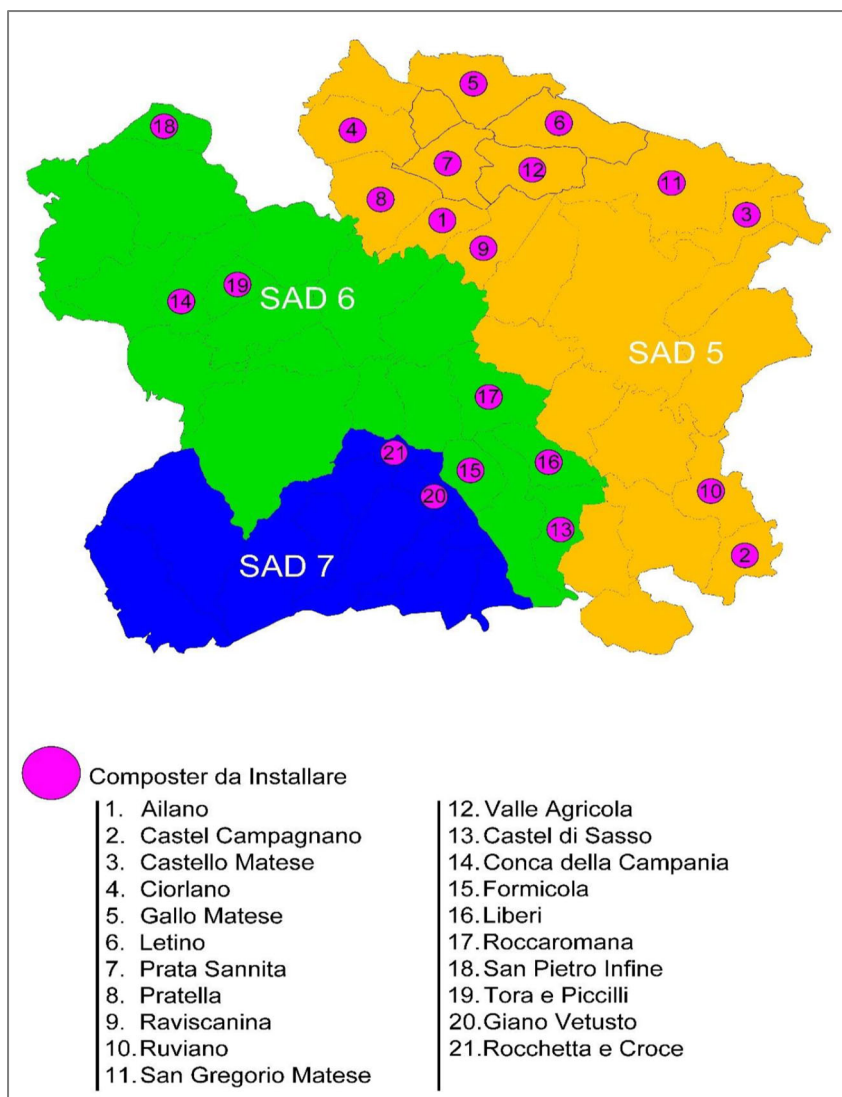 5
18
4
6
7
12
11
8
3
1
9
19
14
SAD 6
SAD 5
17
21
15
16
20
10
13
2
SAD 7
Composter da Installare
1. Ailano
2. Castel Campagnano
3. Castello Matese
4. Ciorlano
5. Gallo Matese
6. Letino
7. Prata Sannita
8. Pratella
9. Raviscanina
10. Ruviano
11. San Gregorio Matese
12. Valle Agricola
13. Castel di Sasso
14. Conca della Campania
15. Formicola
16. Liberi
17. Roccaromana
18. San Pietro Infine
19. Tora e Piccilli
20. Giano Vetusto
21. Rocchetta e Croce